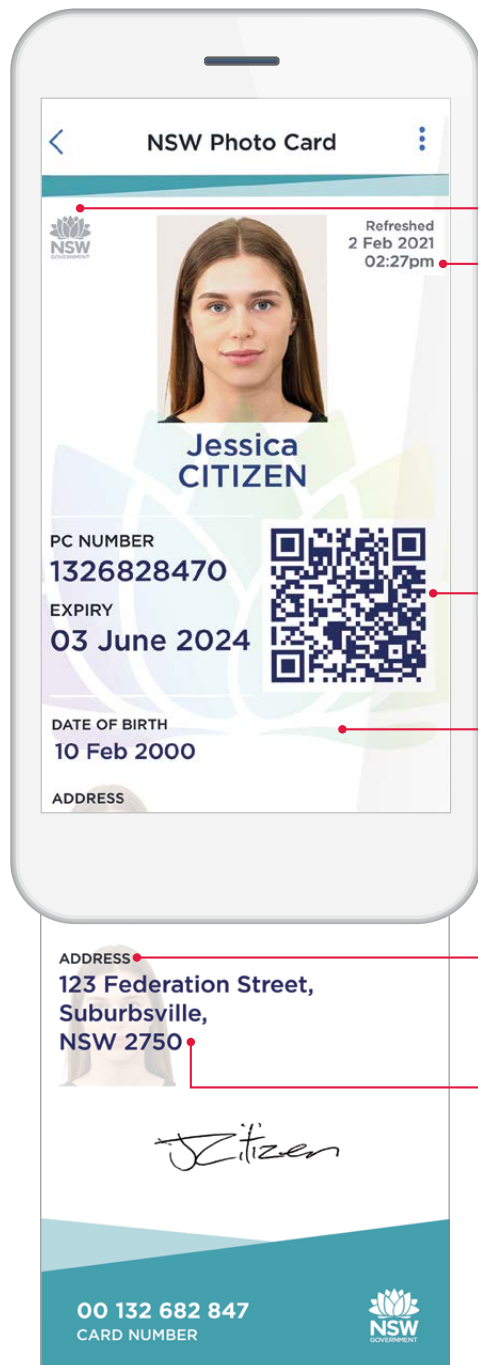 NSW Photo Card
NSW
GOVERNMENT
Refreshed
2 Feb 2021
02:27pm
Jessica
CITIZEN
PC NUMBER
1326828470
EXPIRY
03 June 2024
DATE OF BIRTH
10 Feb 2000
ADDRESS
ADDRESS
123 Federation Street,
Suburbsville,
NSW 2750
JCitizen
00 132 682 847
CARD NUMBER
NSW
GOVERNMENT